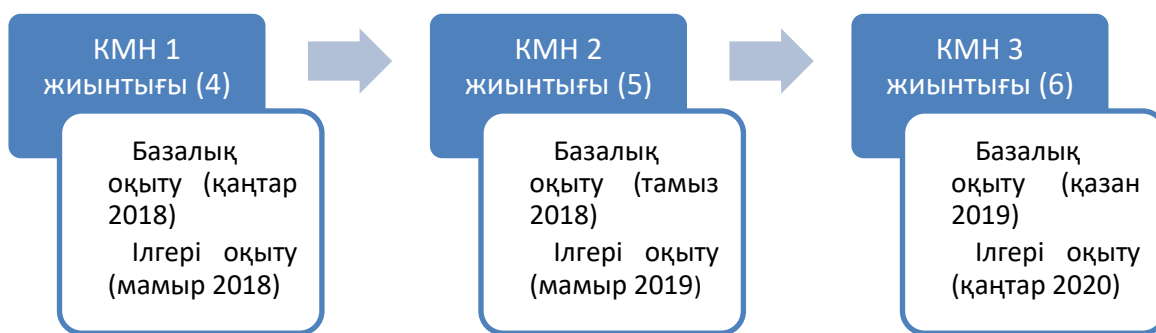 КМН 1
жиынтығы (4)
Базалық
оқыту (қаңтар
2018)
Ілгері оқыту
(мамыр 2018)
КМН 2
жиынтығы (5)
Базалық
оқыту (тамыз
2018)
Ілгері оқыту
(мамыр 2019)
КМН 3
жиынтығы (6)
Базалық
оқыту (қазан
2019)
Ілгері оқыту
(қаңтар 2020)